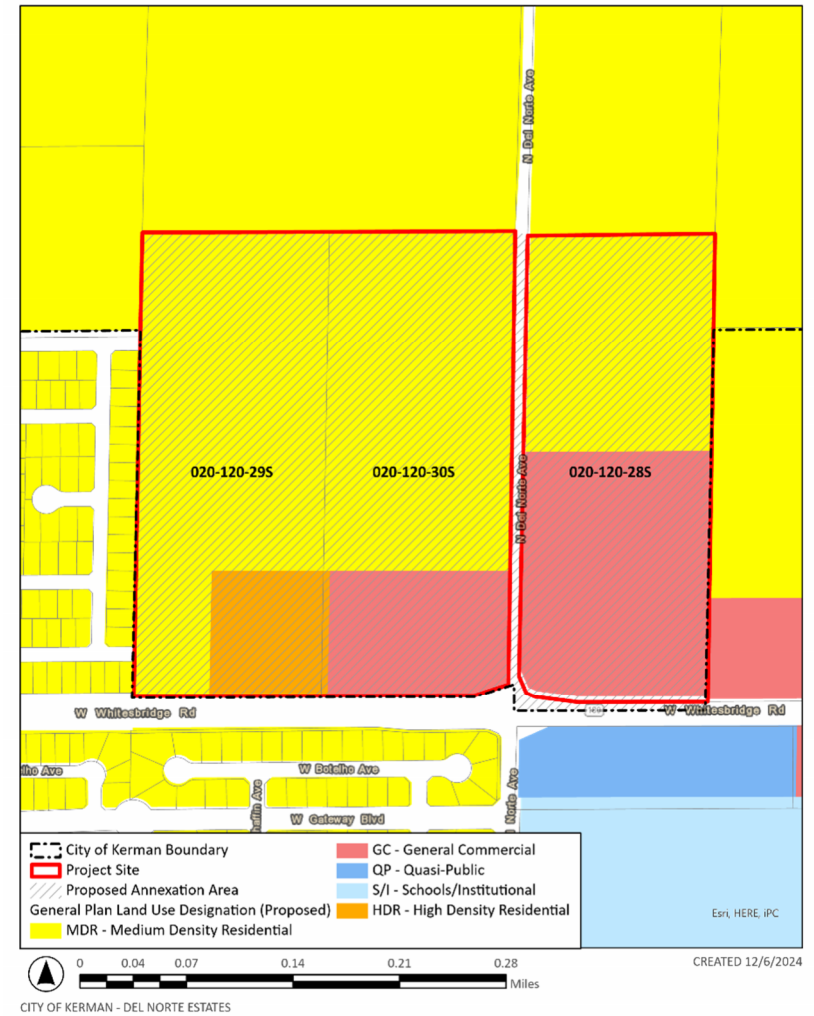 N Del Norte Ave
020-120-29S
020-120-30S
020-120-28S
N Del Norte Ave
W Whitesbridge Rd
W Whitesbridge Rd
lho Ave
W Botelho Ave
W Gateway Blvd
Norte Ave
City of Kerman Boundary
Project Site
Proposed Annexation Area
General Plan Land Use Designation (Proposed)
MDR - Medium Density Residential
GC - General Commercial
QP - Quasi-Public
S/I - Schools/Institutional
HDR - High Density Residential
Esri, HERE, iPC
0 0.04 0.07 0.14 0.21 0.28
Miles
CREATED 12/6/2024
CITY OF KERMAN - DEL NORTE ESTATES